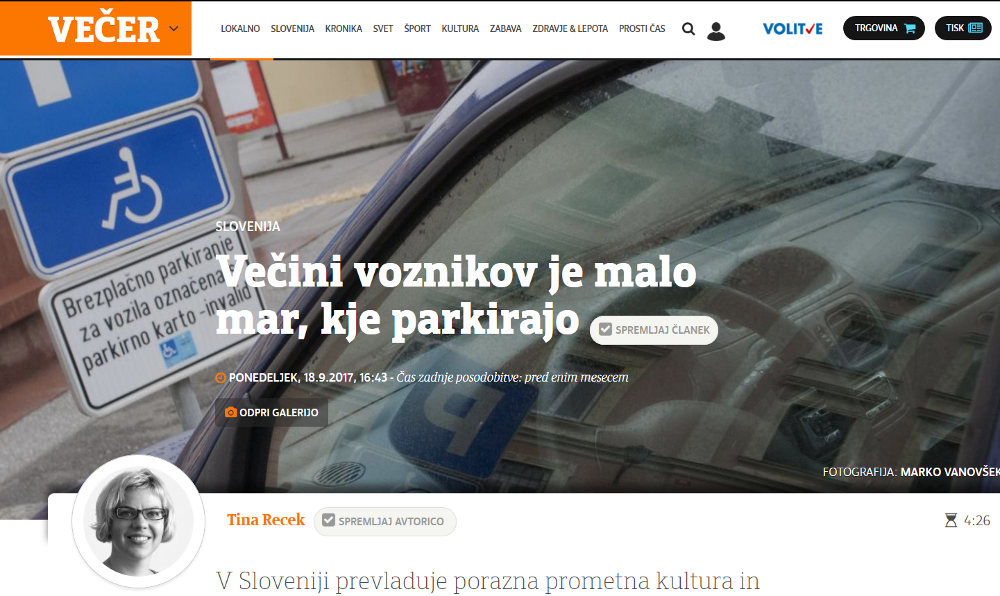 VEČER
LOKALNO SLOVENIJA KRONIKA SVET ŠPORT KULTURA ZABAVA ZDRAVJE & LEPOTA PROSTI ČAS
VOLITVE
TRGOVINA
TISK
Brezplačno parkiranje
za vozila označena s
parkirno karto - invalid
SLOVENIJA
Večini voznikov je malo
mar, kje parkirajo
SPREMLJAJ ČLANEK
PONEDELJEK, 18.9.2017, 16:43 - Čas zadnje posodobitve: pred enim mesecem
ODPRI GALERIJO
FOTOGRAFIJA: MARKO VANOVŠEK
Tina Recek
SPREMLJAJ AVTORICO
4:26
V Sloveniji prevladuje porazna prometna kultura in